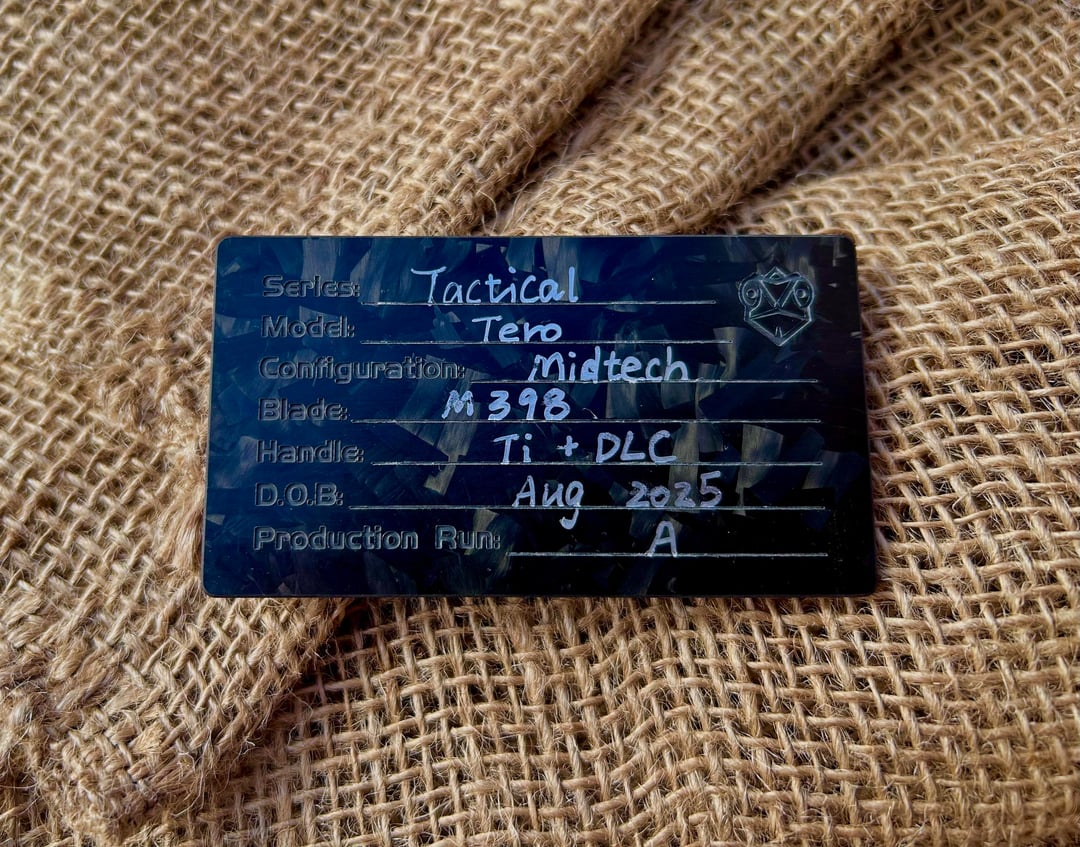 Series: Tactical
Model: Tero
Configuration: Midtech
Blade: M398
Handle: Ti + DLC
D.O.B: Aug 2025
Production Run: A